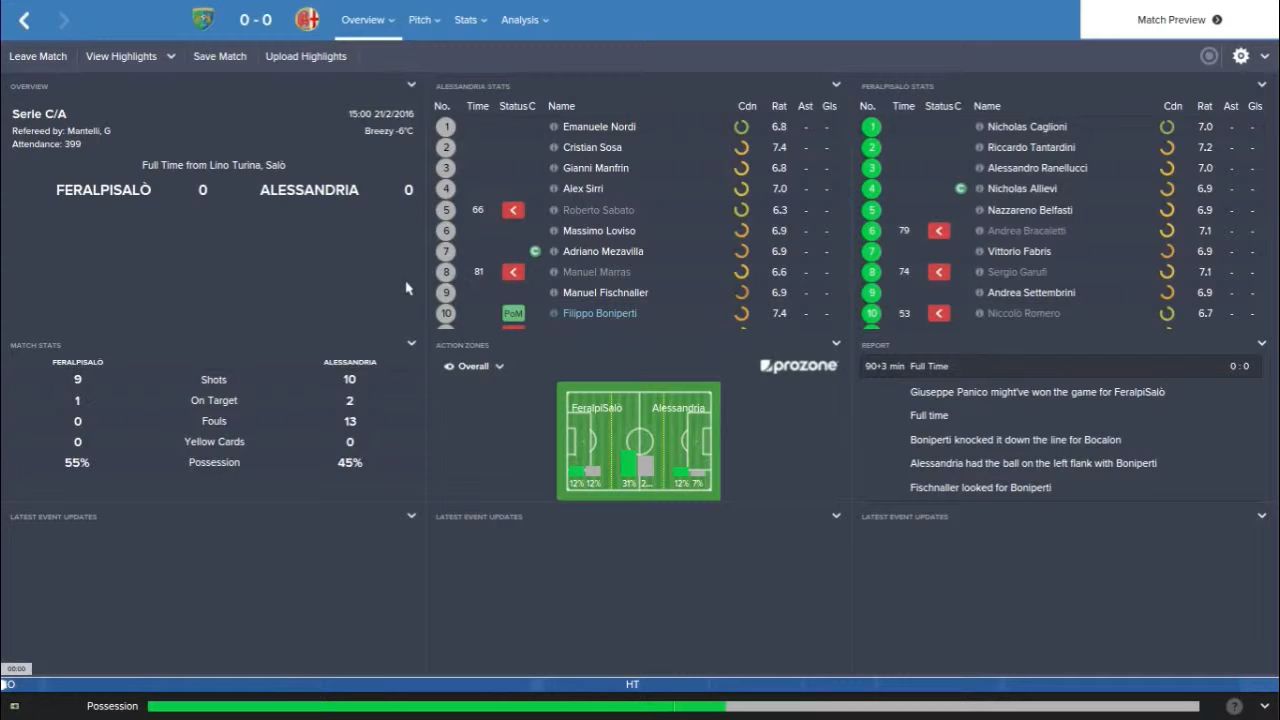 0 - 0
Overview
Pitch
Stats
Analysis
Match Preview
Leave Match
View Highlights
Save Match
Upload Highlights
OVERVIEW
Serie C/A
15:00 21/2/2016
Refereed by: Mantelli, G
Breezy -6°C
Attendance: 399
Full Time from Lino Turina, Salò
FERALPISALÒ 0 ALESSANDRIA 0
ALESSANDRIA STATS
No. Time Status C Name Cdn Rat Ast Gls
1 Emanuele Nordi 6.8 - -
2 Cristian Sosa 7.4 - -
3 Gianni Manfrin 6.8 - -
4 Alex Sirri 7.0 - -
5 66 Roberto Sabato 6.3 - -
6 Massimo Loviso 6.9 - -
7 C Adriano Mezavilla 6.9 - -
8 81 Manuel Marras 6.6 - -
9 Manuel Fischnaller 6.9 - -
10 PoM Filippo Boniperti 7.4 - -
FERALPISALÒ STATS
No. Time Status C Name Cdn Rat Ast Gls
1 Nicholas Caglioni 7.0 - -
2 Riccardo Tantardini 7.2 - -
3 Alessandro Ranellucci 7.0 - -
4 C Nicholas Allievi 6.9 - -
5 Nazzareno Belfasti 6.9 - -
6 79 Andrea Bracaletti 7.1 - -
7 Vittorio Fabris 6.9 - -
8 74 Sergio Garufi 7.1 - -
9 Andrea Settembrini 6.9 - -
10 53 Niccolò Romero 6.7 - -
MATCH STATS
FERALPISALÒ ALESSANDRIA
9 Shots 10
1 On Target 2
0 Fouls 13
0 Yellow Cards 0
55% Possession 45%
ACTION ZONES
Overall
prozone
FeralpiSalò Alessandria
12% 12% 31% 2... 12% 7%
REPORT
90+3 min Full Time 0 : 0
Giuseppe Panico might've won the game for FeralpiSalò
Full time
Boniperti knocked it down the line for Bocalon
Alessandria had the ball on the left flank with Boniperti
Fischnaller looked for Boniperti
LATEST EVENT UPDATES
LATEST EVENT UPDATES
LATEST EVENT UPDATES
00:00
HT
Possession
?